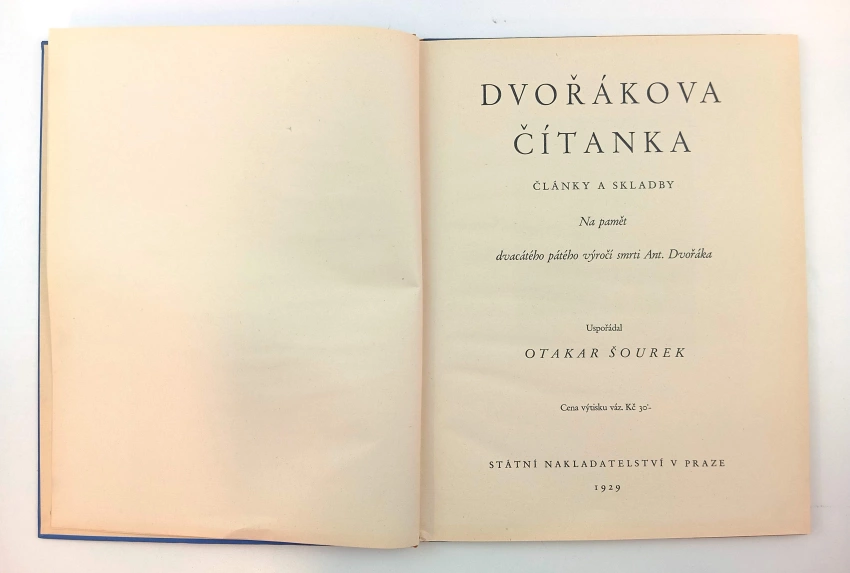 DVOŘÁKOVA
ČÍTANKA
ČLÁNKY A SKLADBY
Na pamět
dvacátého pátého výročí smrti Ant. Dvořáka
Uspořádal
OTAKAR ŠOUREK
Cena výtisku váz. Kč 30'-
STÁTNÍ NAKLADATELSTVÍ V PRAZE
1929